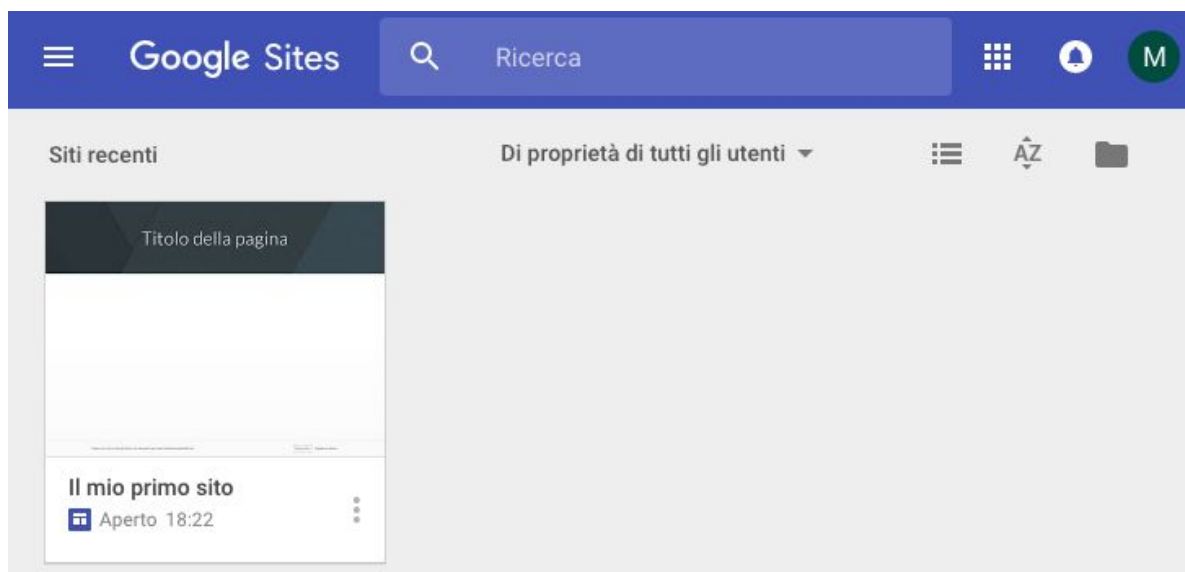 Google Sites
Ricerca
M
Siti recenti
Di proprietà di tutti gli utenti
AZ
Titolo della pagina
Il mio primo sito
Aperto 18:22